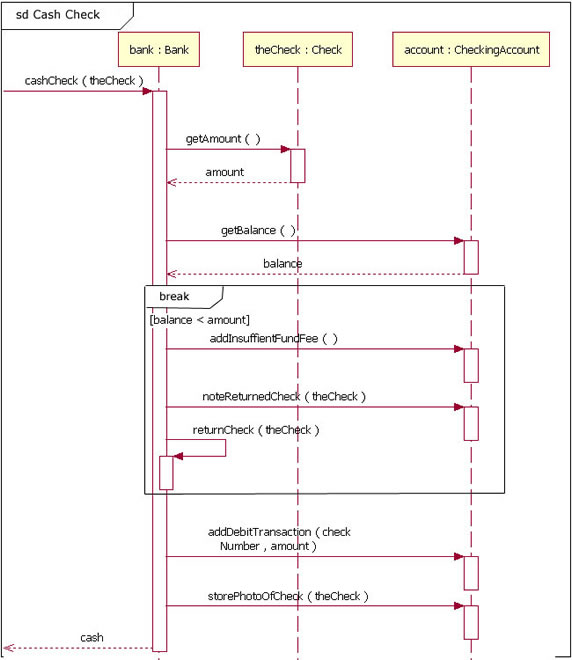 sd Cash Check
bank : Bank
theCheck : Check
account : CheckingAccount
cashCheck ( theCheck )
getAmount (  )
amount
getBalance (  )
balance
break
[balance < amount]
addInsuffientFundFee (  )
noteReturnedCheck ( theCheck )
returnCheck ( theCheck )
addDebitTransaction ( check
Number , amount )
storePhotoOfCheck ( theCheck )
cash